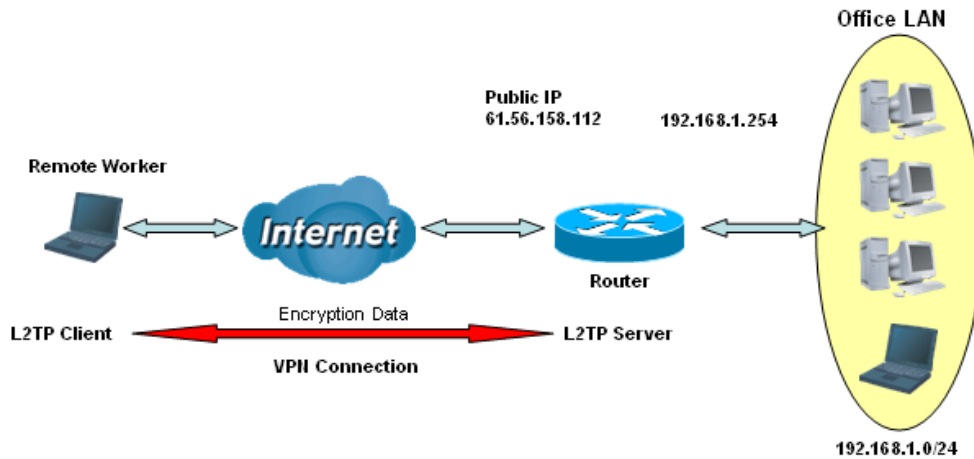 Office LAN
Public IP
61.56.158.112
192.168.1.254
Remote Worker
Internet
Router
Encryption Data
L2TP Client
L2TP Server
VPN Connection
192.168.1.0/24